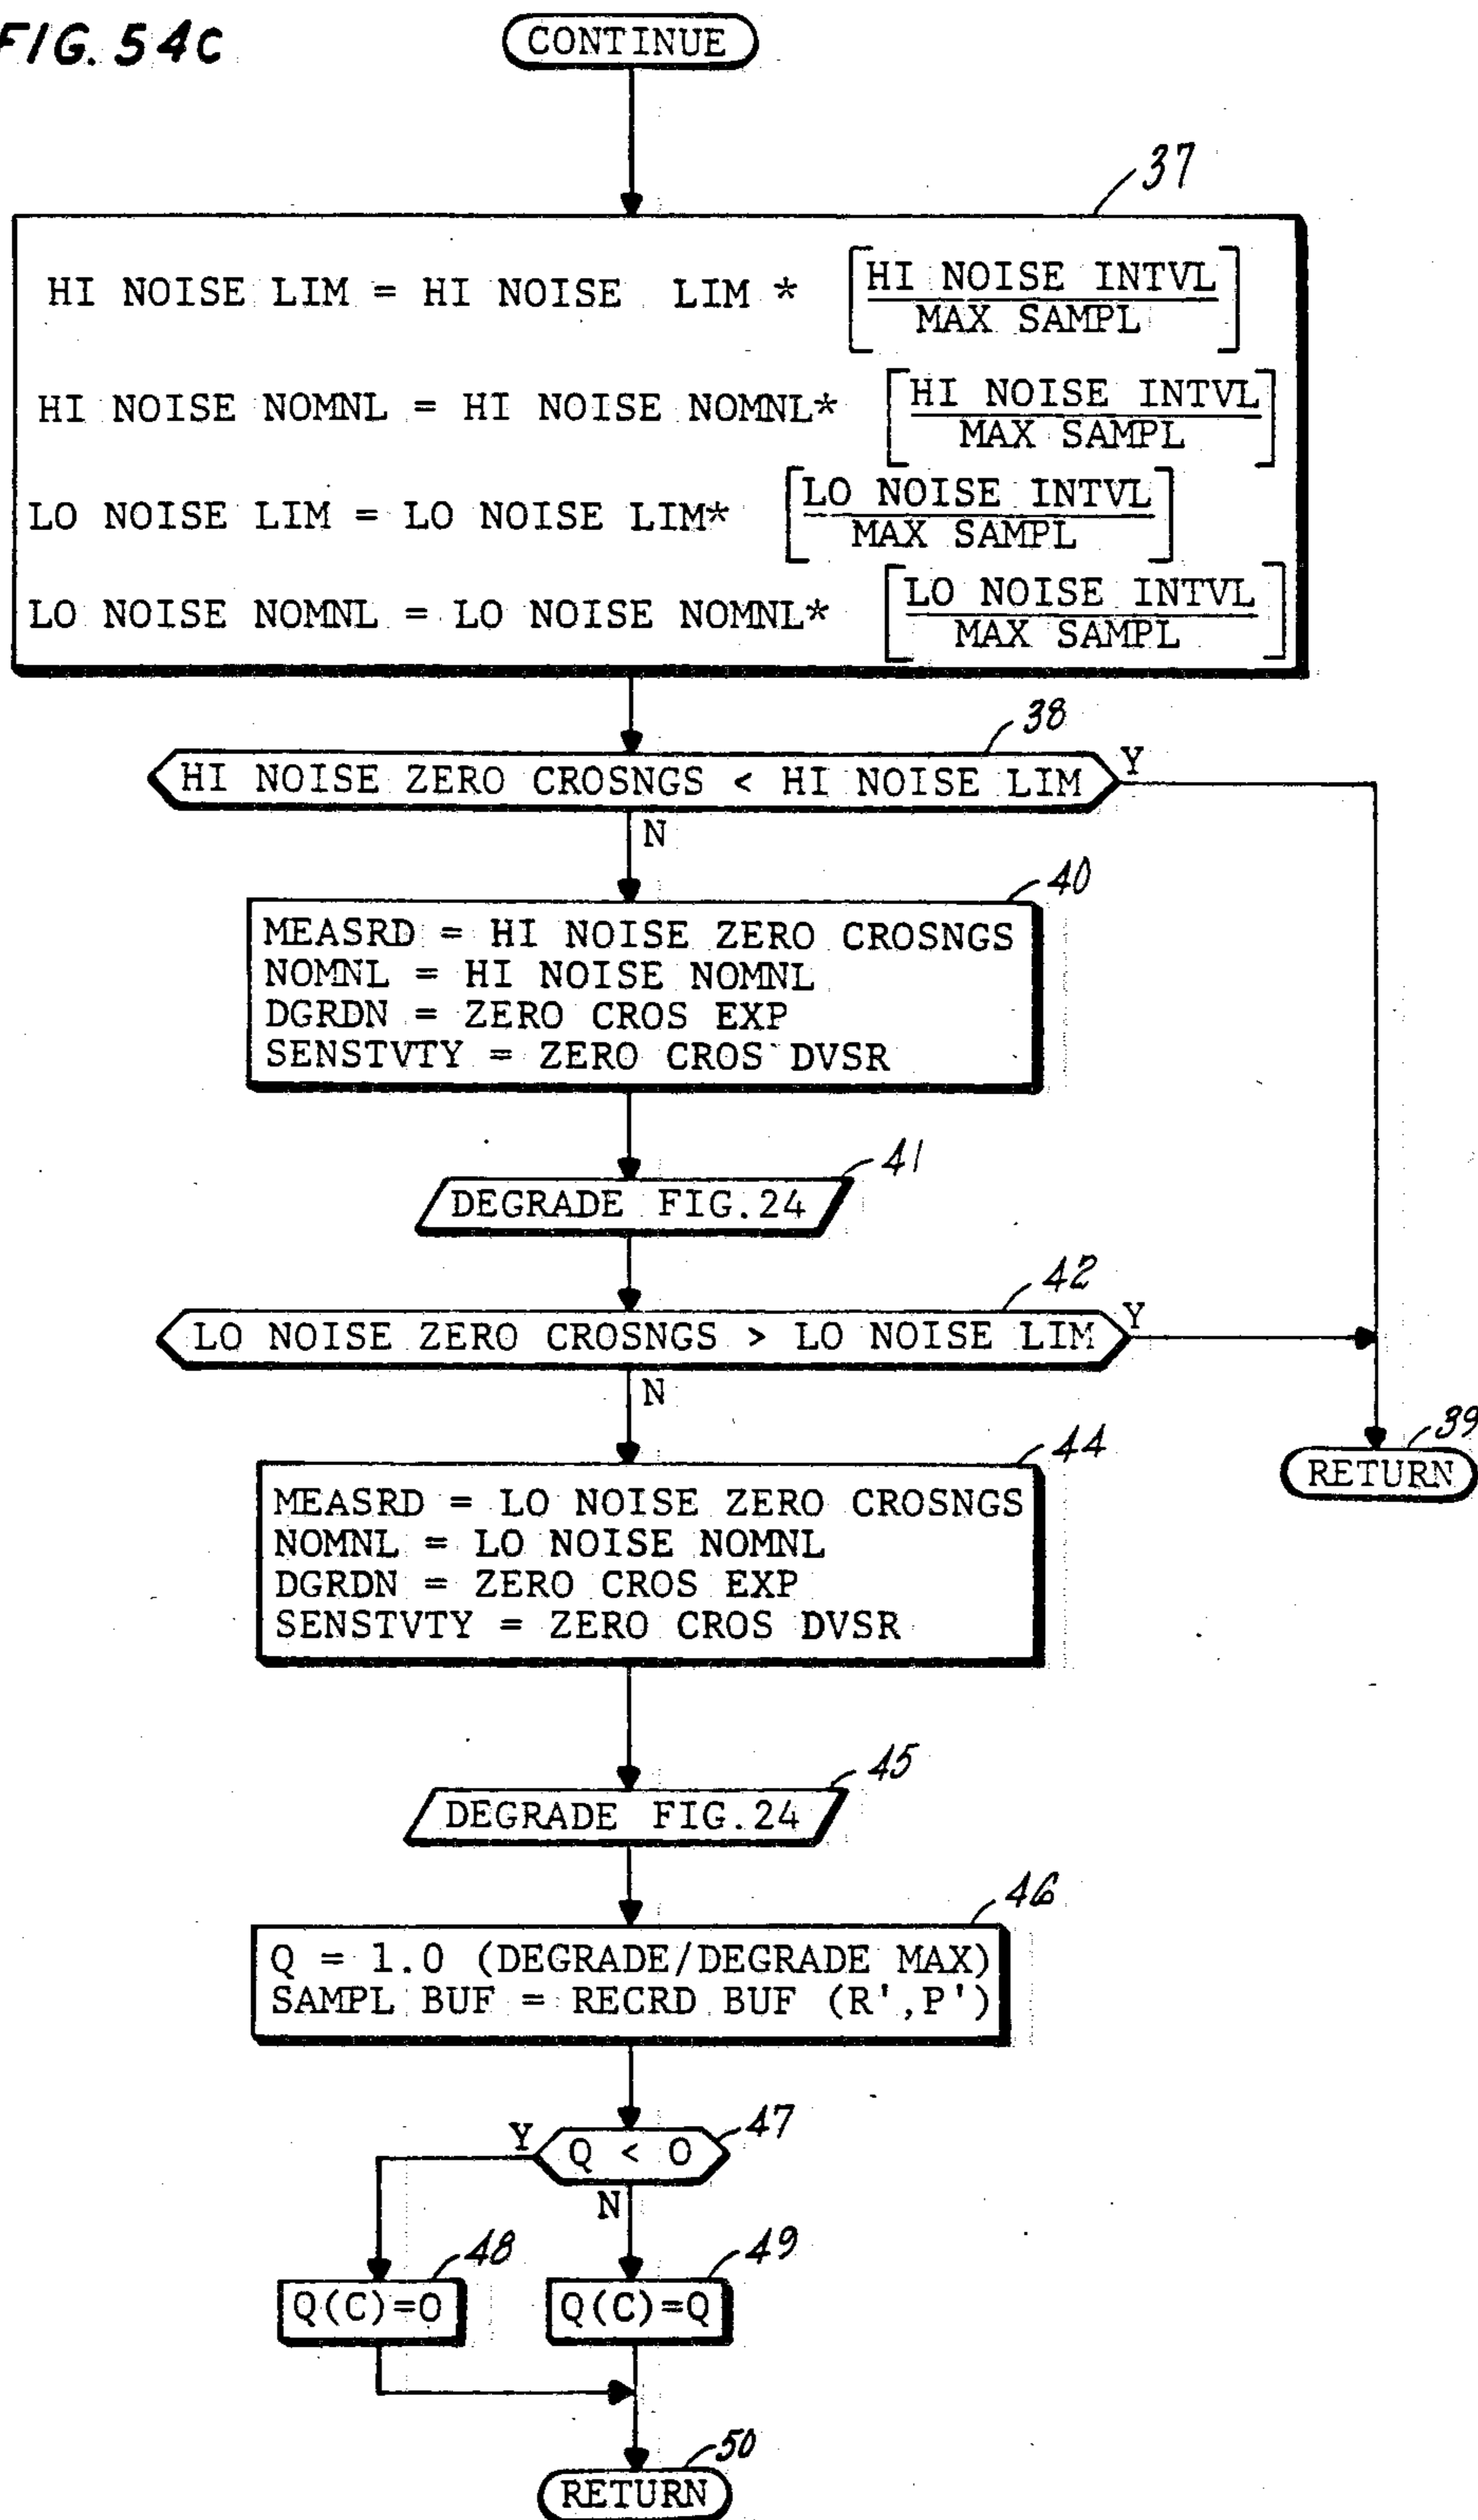 FIG. 54C
CONTINUE
37
HI NOISE LIM = HI NOISE LIM * [HI NOISE INTVL
MAX SAMPL]
HI NOISE NOMNL = HI NOISE NOMNL* [HI NOISE INTVL
MAX SAMPL]
LO NOISE LIM = LO NOISE LIM* [LO NOISE INTVL
MAX SAMPL]
LO NOISE NOMNL = LO NOISE NOMNL* [LO NOISE INTVL
MAX SAMPL]
38
HI NOISE ZERO CROSNGS < HI NOISE LIM
Y
N
40
MEASRD = HI NOISE ZERO CROSNGS
NOMNL = HI NOISE NOMNL
DGRDN = ZERO CROS EXP
SENSTVTY = ZERO CROS DVSR
41
DEGRADE FIG.24
42
LO NOISE ZERO CROSNGS > LO NOISE LIM
Y
N
39
RETURN
44
MEASRD = LO NOISE ZERO CROSNGS
NOMNL = LO NOISE NOMNL
DGRDN = ZERO CROS EXP
SENSTVTY = ZERO CROS DVSR
45
DEGRADE FIG.24
46
Q = 1.0 (DEGRADE/DEGRADE MAX)
SAMPL BUF = RECRD BUF (R',P')
47
Y
Q < O
N
48
Q(C)=O
49
Q(C)=Q
50
RETURN